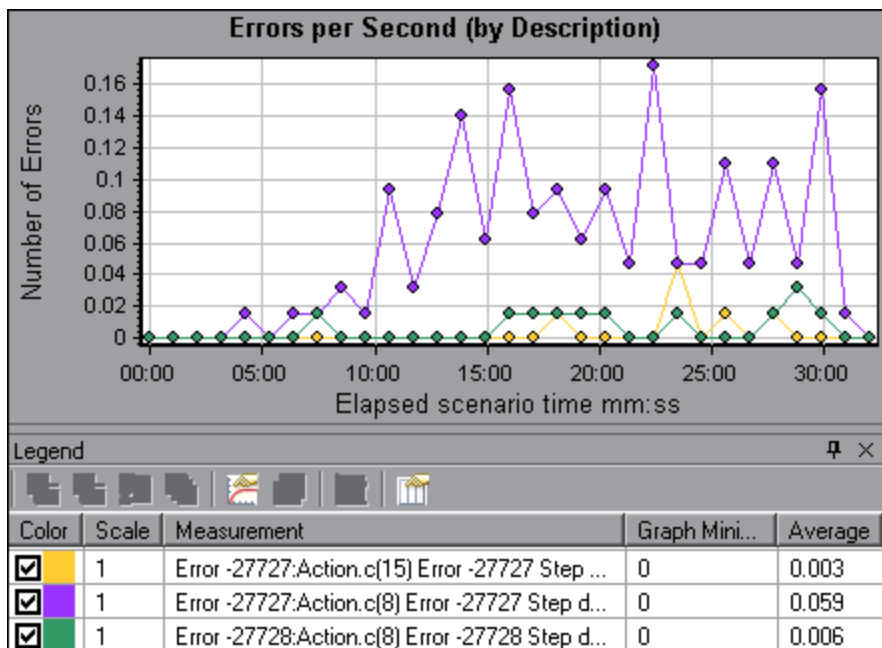 Errors per Second (by Description)
Number of Errors
0.16
0.14
0.12
0.1
0.08
0.06
0.04
0.02
0
00:00 05:00 10:00 15:00 20:00 25:00 30:00
Elapsed scenario time mm:ss
Legend
Color Scale Measurement Graph Mini... Average
1 Error -27727:Action.c(15) Error -27727 Step ... 0 0.003
1 Error -27727:Action.c(8) Error -27727 Step d... 0 0.059
1 Error -27728:Action.c(8) Error -27728 Step d... 0 0.006